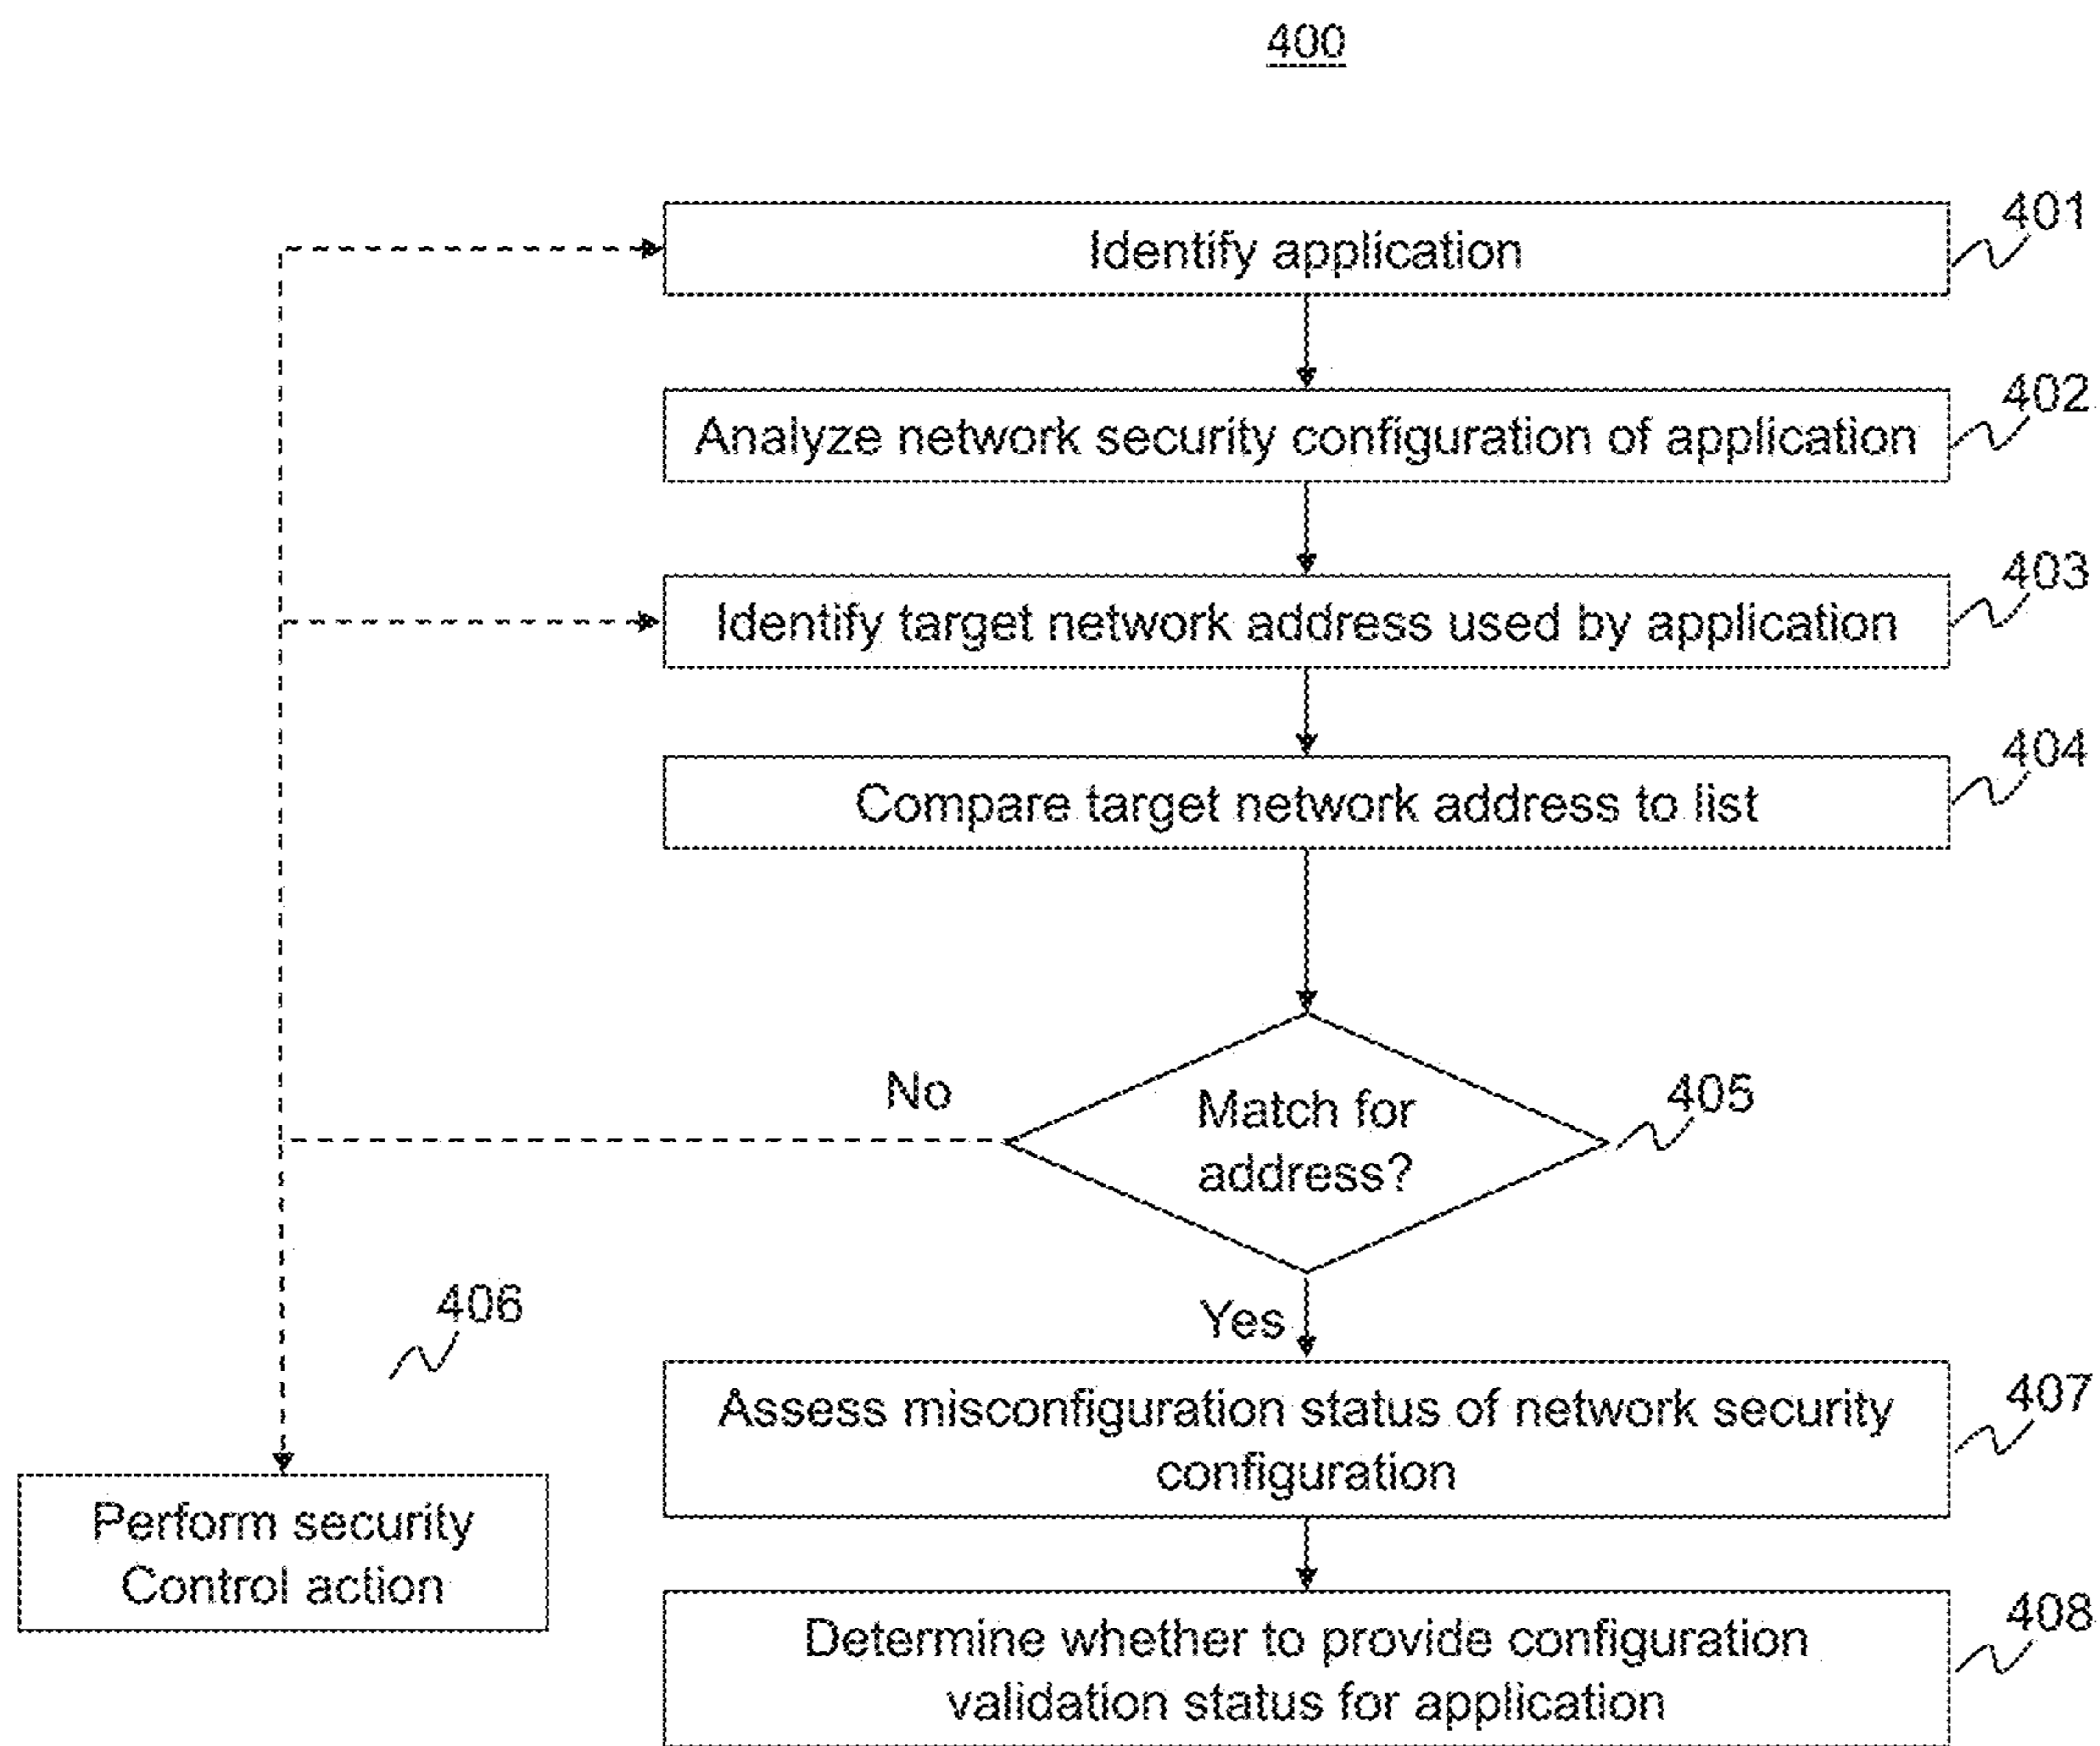 400
Identify application
401
Analyze network security configuration of application
402
Identify target network address used by application
403
Compare target network address to list
404
No
Match for
address?
405
Yes
406
Assess misconfiguration status of network security
configuration
407
Perform security
Control action
Determine whether to provide configuration
validation status for application
408